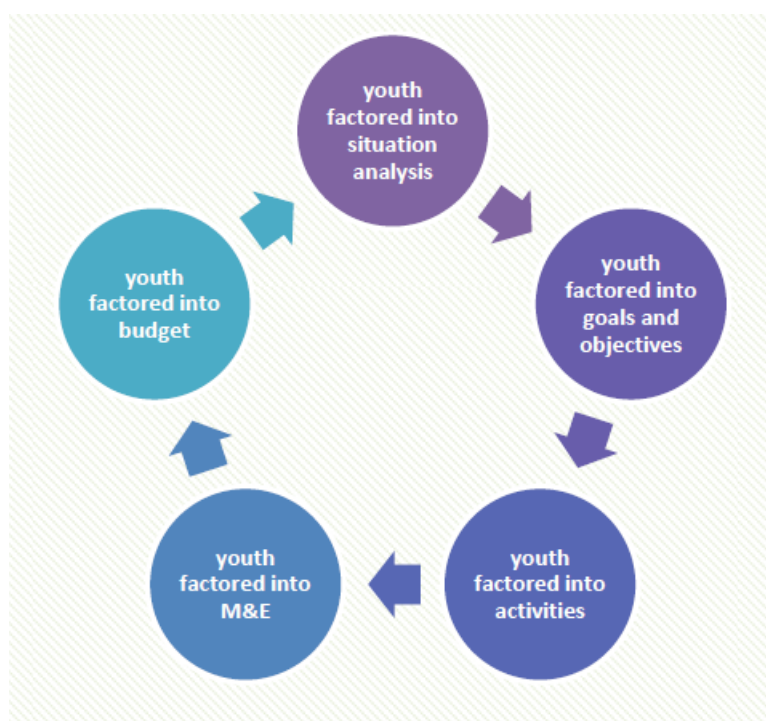 youth
factored into
situation
analysis
youth
factored into
goals and
objectives
youth
factored into
activities
youth
factored into
M&E
youth
factored into
budget